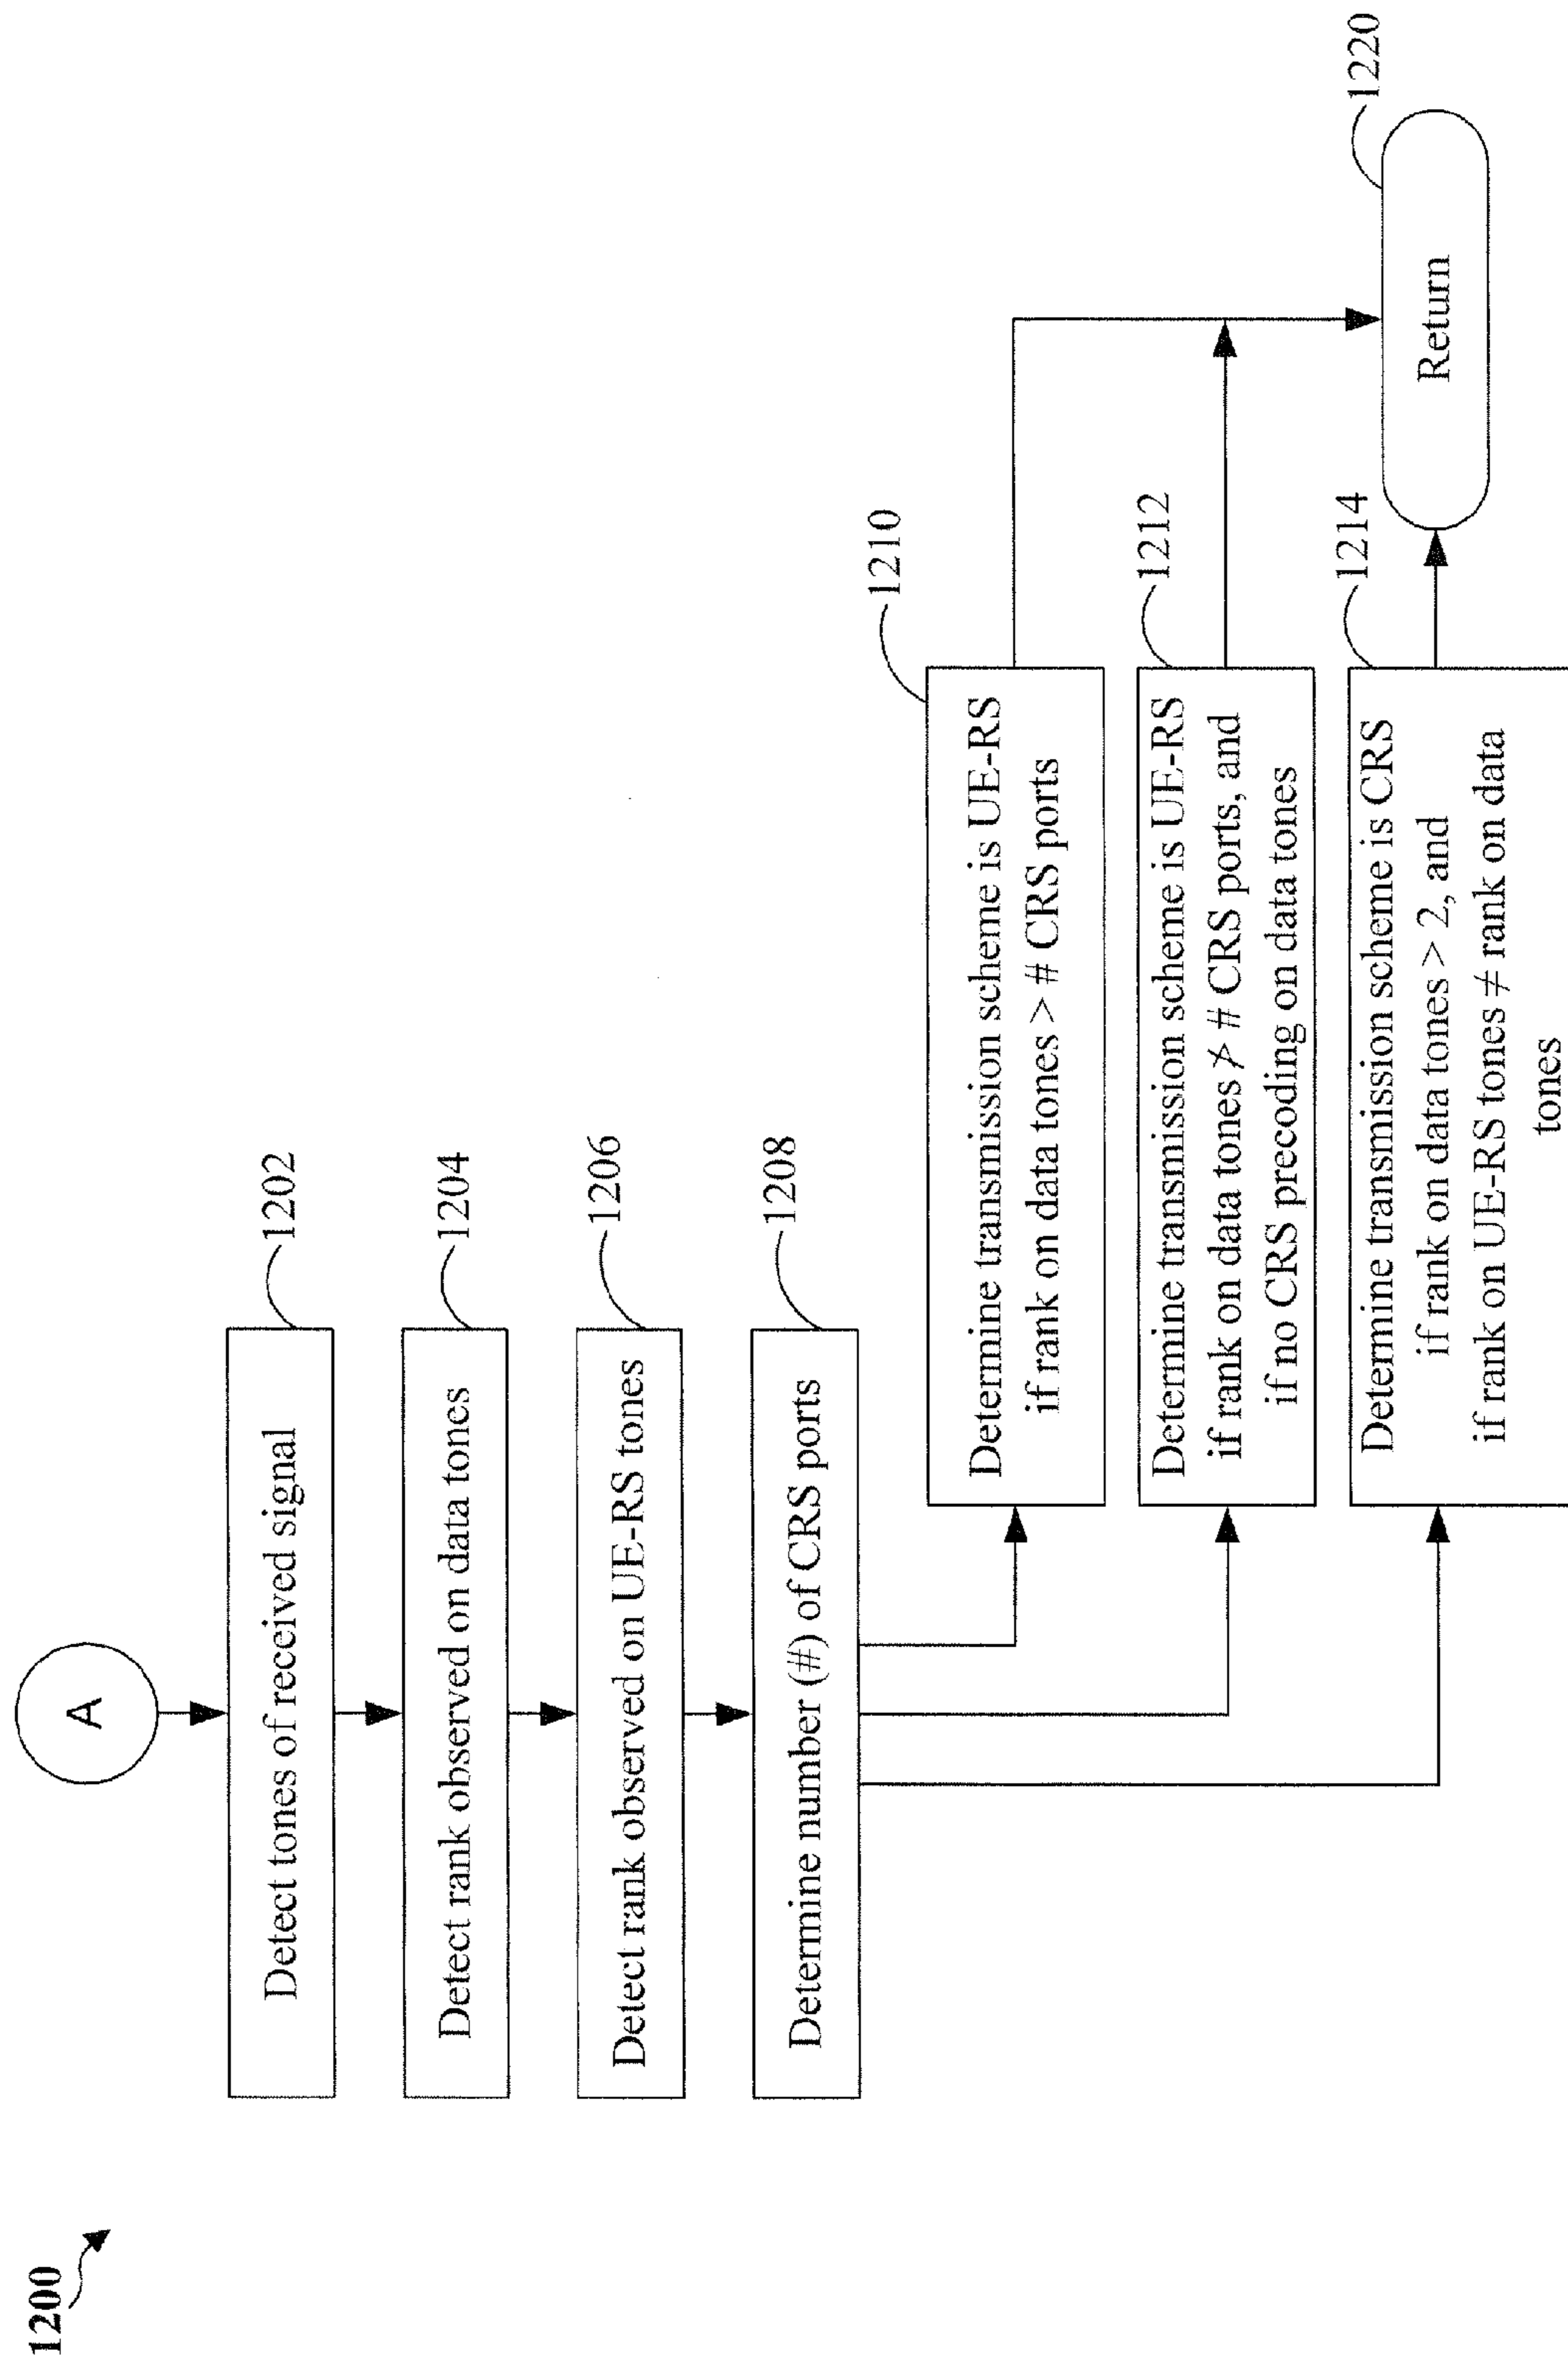 1200
A
Detect tones of received signal
1202
Detect rank observed on data tones
1204
Detect rank observed on UE-RS tones
1206
Determine number (#) of CRS ports
1208
Determine transmission scheme is UE-RS
if rank on data tones > # CRS ports
1210
Determine transmission scheme is UE-RS
if rank on data tones ≯ # CRS ports, and
if no CRS precoding on data tones
1212
Determine transmission scheme is CRS
if rank on data tones > 2, and
if rank on UE-RS tones ≠ rank on data
tones
1214
Return
1220